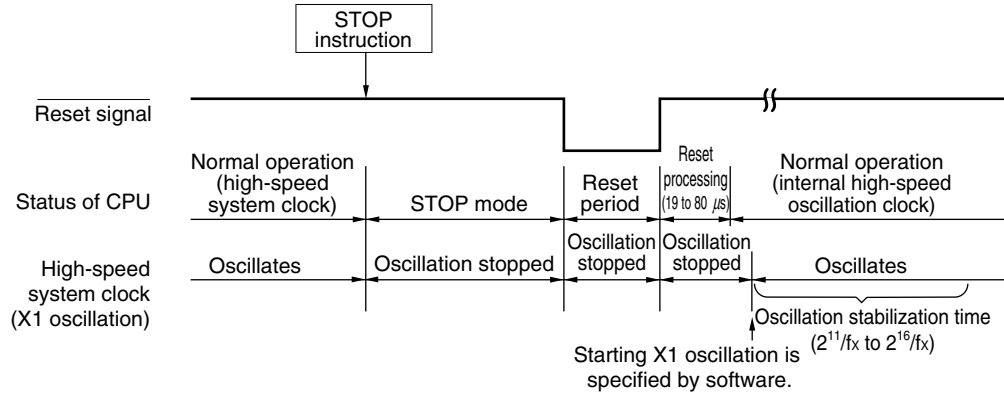 STOP
instruction
Reset signal
Status of CPU
Normal operation
(high-speed
system clock)
STOP mode
Reset
period
Reset
processing
(19 to 80 μs)
Normal operation
(internal high-speed
oscillation clock)
High-speed
system clock
(X1 oscillation)
Oscillates
Oscillation stopped
Oscillation
stopped
Oscillation
stopped
Oscillates
Oscillation stabilization time
(2¹¹/fX to 2¹⁶/fX)
Starting X1 oscillation is
specified by software.